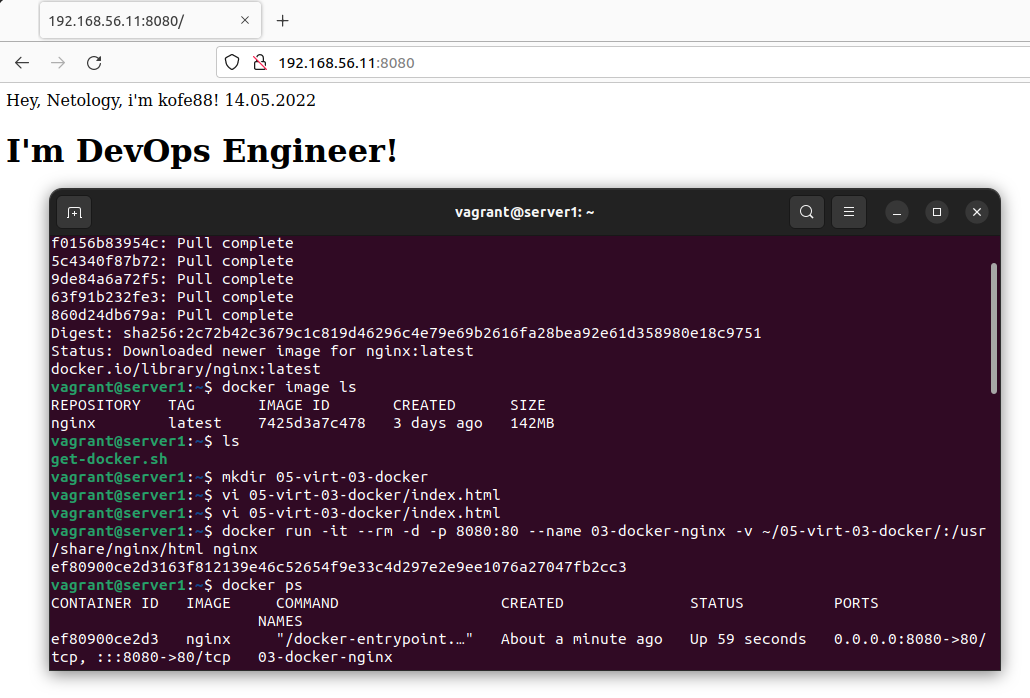 192.168.56.11:8080/
192.168.56.11:8080
Hey, Netology, i'm kofe88! 14.05.2022
I'm DevOps Engineer!
vagrant@server1: ~
f0156b83954c: Pull complete
5c4340f87b72: Pull complete
9de84a6a72f5: Pull complete
63f91b232fe3: Pull complete
860d24db679a: Pull complete
Digest: sha256:2c72b42c3679c1c819d46296c4e79e69b2616fa28bea92e61d358980e18c9751
Status: Downloaded newer image for nginx:latest
docker.io/library/nginx:latest
vagrant@server1:~$ docker image ls
REPOSITORY   TAG       IMAGE ID       CREATED      SIZE
nginx        latest    7425d3a7c478   3 days ago   142MB
vagrant@server1:~$ ls
get-docker.sh
vagrant@server1:~$ mkdir 05-virt-03-docker
vagrant@server1:~$ vi 05-virt-03-docker/index.html
vagrant@server1:~$ vi 05-virt-03-docker/index.html
vagrant@server1:~$ docker run -it --rm -d -p 8080:80 --name 03-docker-nginx -v ~/05-virt-03-docker/:/usr
/share/nginx/html nginx
ef80900ce2d3163f812139e46c52654f9e33c4d297e2e9ee1076a27047fb2cc3
vagrant@server1:~$ docker ps
CONTAINER ID   IMAGE     COMMAND                  CREATED              STATUS          PORTS
                       NAMES
ef80900ce2d3   nginx     "/docker-entrypoint.…"   About a minute ago   Up 59 seconds   0.0.0.0:8080->80/
tcp, :::8080->80/tcp   03-docker-nginx